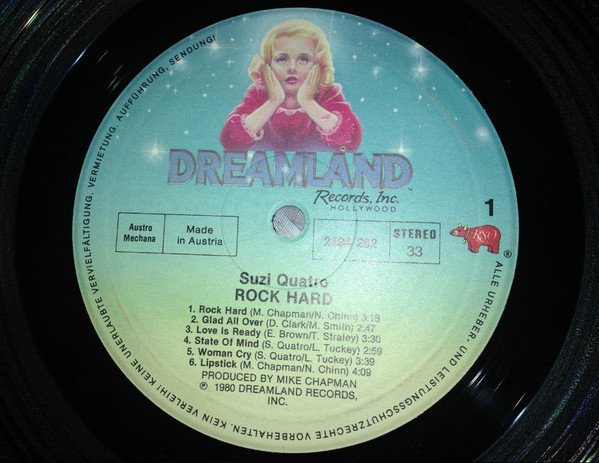 DREAMLAND
Records, Inc.
HOLLYWOOD
1
Austro
Mechana
Made
in Austria
2394 262
STEREO
33
RSO
®
Suzi Quatro
ROCK HARD
1. Rock Hard (M. Chapman/N. Chinn) 3:18
2. Glad All Over (D. Clark/M. Smith) 2:47
3. Love Is Ready (E. Brown/T. Straley) 3:30
4. State Of Mind (S. Quatro/L. Tuckey) 2:59
5. Woman Cry (S. Quatro/L. Tuckey) 3:39
6. Lipstick (M. Chapman/N. Chinn) 4:09
PRODUCED BY MIKE CHAPMAN
℗ 1980 DREAMLAND RECORDS,
INC.
ALLE URHEBER- UND LEISTUNGSSCHUTZRECHTE VORBEHALTEN. KEIN VERLEIH! KEINE UNERLAUBTE VERVIELFÄLTIGUNG, VERMIETUNG, AUFFÜHRUNG, SENDUNG!